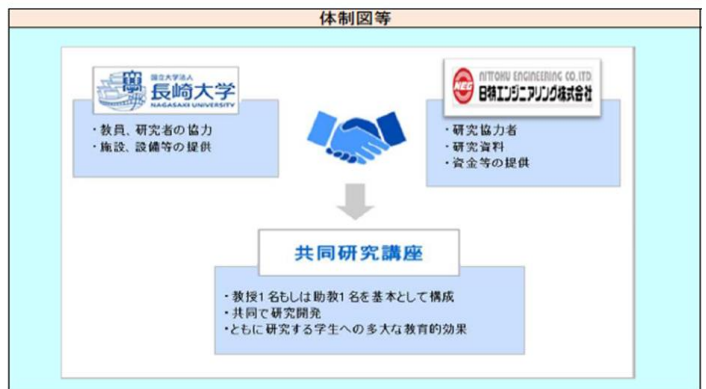 体制図等
国立大学法人
長崎大学
NAGASAKI UNIVERSITY
・教員、研究者の協力
・施設、設備等の提供
NEG
NITTOKU ENGINEERING CO.,LTD.
日特エンジニアリング株式会社
・研究協力者
・研究資料
・資金等の提供
共同研究講座
・教授1名もしは助教1名を基本として構成
・共同で研究開発
・ともに研究する学生への多大な教育的効果